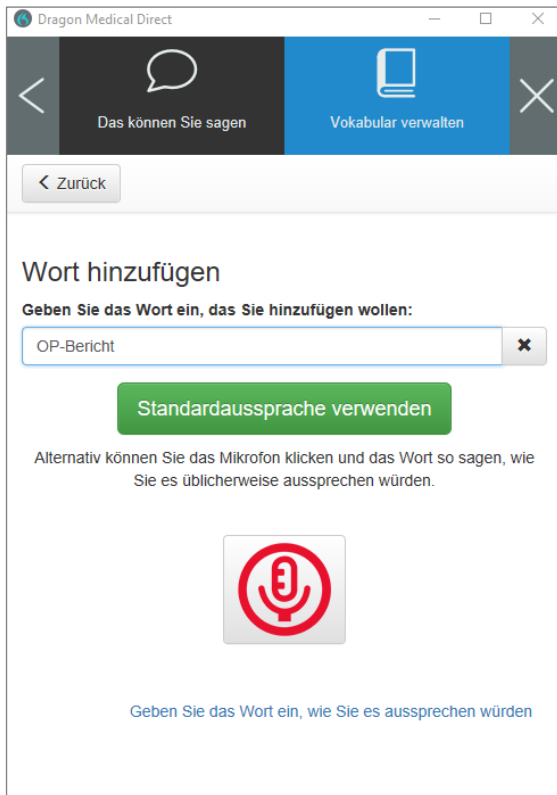 Dragon Medical Direct
Das können Sie sagen
Vokabular verwalten
Zurück
Wort hinzufügen
Geben Sie das Wort ein, das Sie hinzufügen wollen:
OP-Bericht
Standardaussprache verwenden
Alternativ können Sie das Mikrofon klicken und das Wort so sagen, wie
Sie es üblicherweise aussprechen würden.
Geben Sie das Wort ein, wie Sie es aussprechen würden